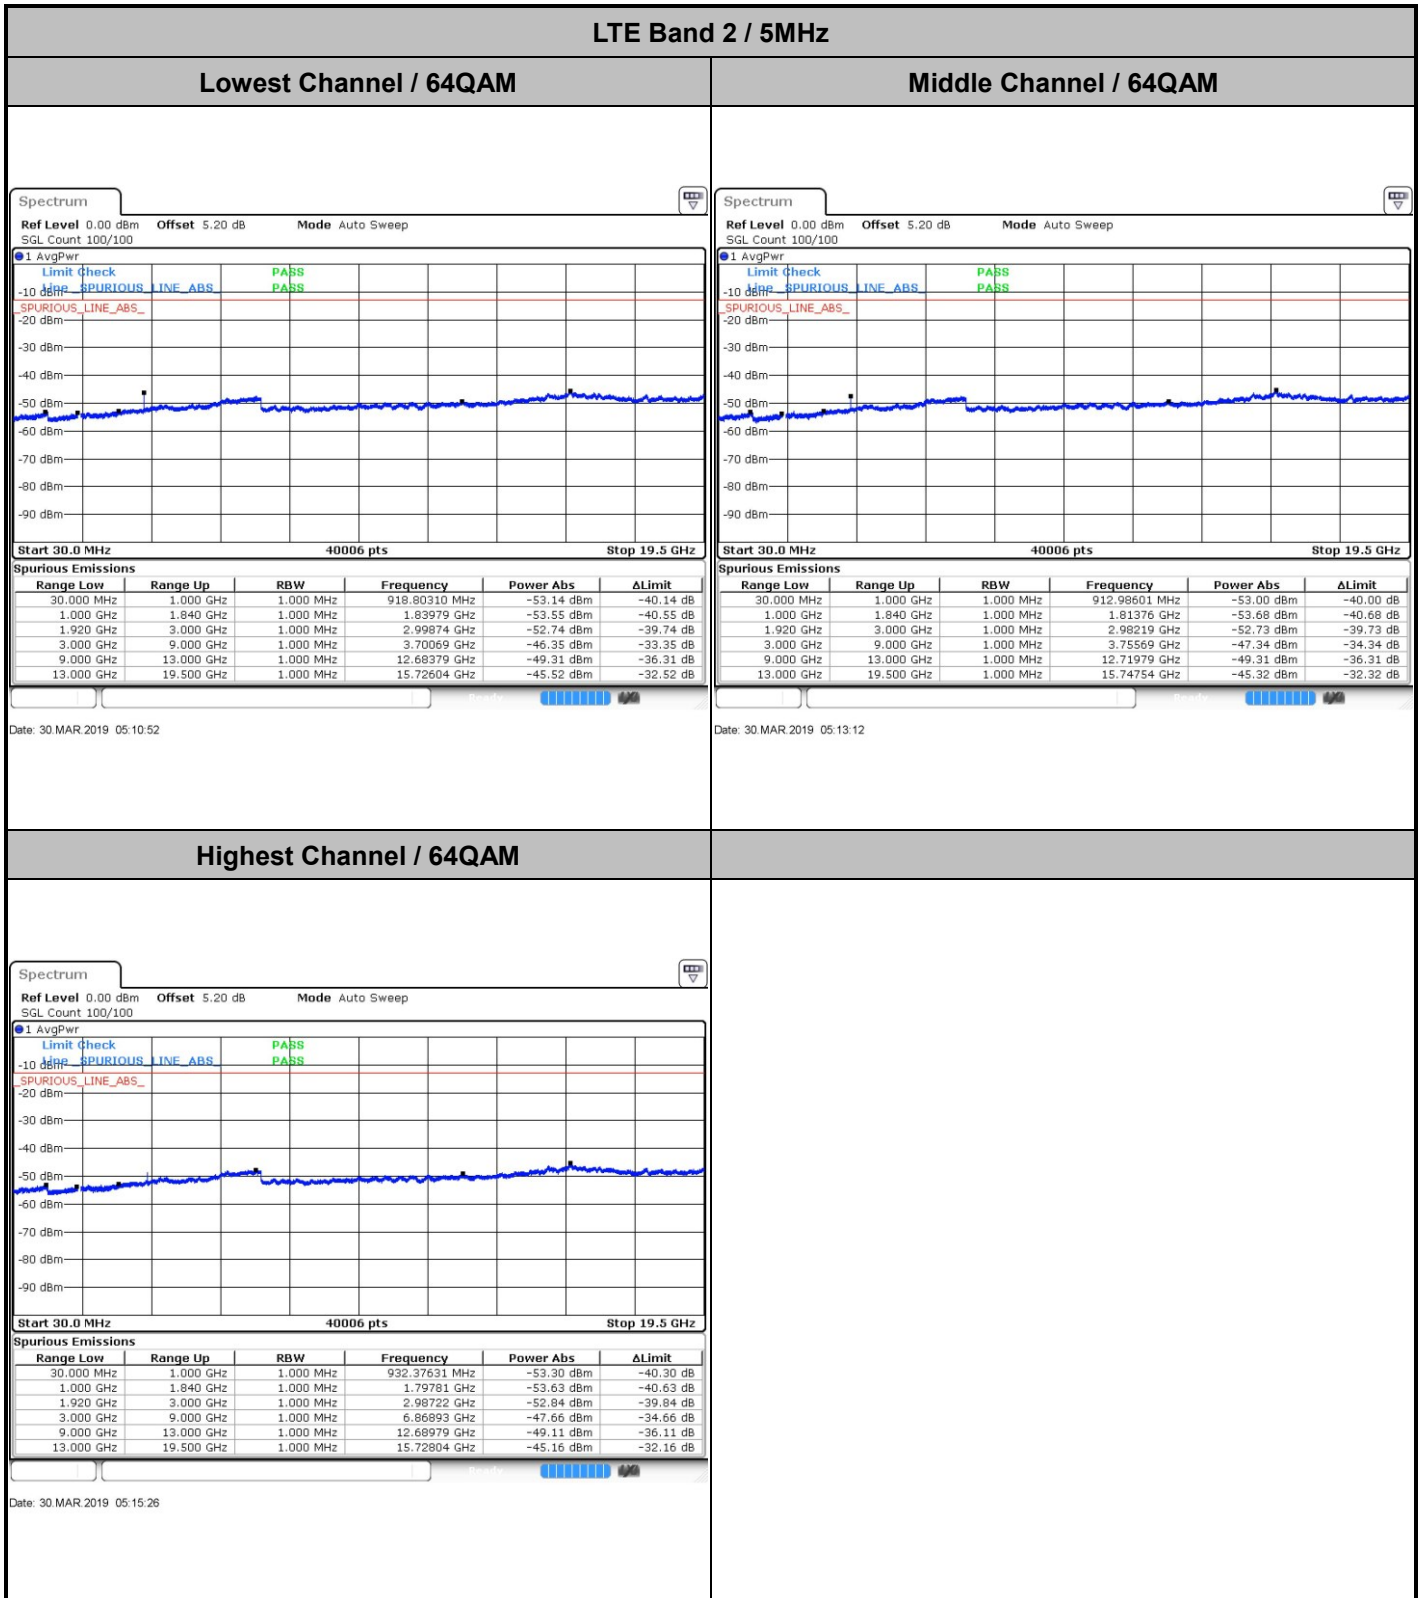 LTE Band 2 / 5MHz
Lowest Channel / 64QAM
Middle Channel / 64QAM
Spectrum
Ref Level 0.00 dBm Offset 5.20 dB Mode Auto Sweep
SGL Count 100/100
1 AvgPwr
Limit Check PASS
-10 dBm Line _SPURIOUS_LINE_ABS_ PASS
_SPURIOUS_LINE_ABS_
-20 dBm
-30 dBm
-40 dBm
-50 dBm
-60 dBm
-70 dBm
-80 dBm
-90 dBm
Start 30.0 MHz 40006 pts Stop 19.5 GHz
Spurious Emissions
Range Low Range Up RBW Frequency Power Abs ΔLimit
30.000 MHz 1.000 GHz 1.000 MHz 918.80310 MHz -53.14 dBm -40.14 dB
1.000 GHz 1.840 GHz 1.000 MHz 1.83979 GHz -53.55 dBm -40.55 dB
1.920 GHz 3.000 GHz 1.000 MHz 2.99874 GHz -52.74 dBm -39.74 dB
3.000 GHz 9.000 GHz 1.000 MHz 3.70069 GHz -46.35 dBm -33.35 dB
9.000 GHz 13.000 GHz 1.000 MHz 12.68379 GHz -49.31 dBm -36.31 dB
13.000 GHz 19.500 GHz 1.000 MHz 15.72604 GHz -45.52 dBm -32.52 dB
Date: 30.MAR.2019 05:10:52
Spectrum
Ref Level 0.00 dBm Offset 5.20 dB Mode Auto Sweep
SGL Count 100/100
1 AvgPwr
Limit Check PASS
-10 dBm Line _SPURIOUS_LINE_ABS_ PASS
_SPURIOUS_LINE_ABS_
-20 dBm
-30 dBm
-40 dBm
-50 dBm
-60 dBm
-70 dBm
-80 dBm
-90 dBm
Start 30.0 MHz 40006 pts Stop 19.5 GHz
Spurious Emissions
Range Low Range Up RBW Frequency Power Abs ΔLimit
30.000 MHz 1.000 GHz 1.000 MHz 912.98601 MHz -53.00 dBm -40.00 dB
1.000 GHz 1.840 GHz 1.000 MHz 1.81376 GHz -53.68 dBm -40.68 dB
1.920 GHz 3.000 GHz 1.000 MHz 2.98219 GHz -52.73 dBm -39.73 dB
3.000 GHz 9.000 GHz 1.000 MHz 3.75569 GHz -47.34 dBm -34.34 dB
9.000 GHz 13.000 GHz 1.000 MHz 12.71979 GHz -49.31 dBm -36.31 dB
13.000 GHz 19.500 GHz 1.000 MHz 15.74754 GHz -45.32 dBm -32.32 dB
Date: 30.MAR.2019 05:13:12
Highest Channel / 64QAM
Spectrum
Ref Level 0.00 dBm Offset 5.20 dB Mode Auto Sweep
SGL Count 100/100
1 AvgPwr
Limit Check PASS
-10 dBm Line _SPURIOUS_LINE_ABS_ PASS
_SPURIOUS_LINE_ABS_
-20 dBm
-30 dBm
-40 dBm
-50 dBm
-60 dBm
-70 dBm
-80 dBm
-90 dBm
Start 30.0 MHz 40006 pts Stop 19.5 GHz
Spurious Emissions
Range Low Range Up RBW Frequency Power Abs ΔLimit
30.000 MHz 1.000 GHz 1.000 MHz 932.37631 MHz -53.30 dBm -40.30 dB
1.000 GHz 1.840 GHz 1.000 MHz 1.79781 GHz -53.63 dBm -40.63 dB
1.920 GHz 3.000 GHz 1.000 MHz 2.98722 GHz -52.84 dBm -39.84 dB
3.000 GHz 9.000 GHz 1.000 MHz 6.86893 GHz -47.66 dBm -34.66 dB
9.000 GHz 13.000 GHz 1.000 MHz 12.68979 GHz -49.11 dBm -36.11 dB
13.000 GHz 19.500 GHz 1.000 MHz 15.72804 GHz -45.16 dBm -32.16 dB
Date: 30.MAR.2019 05:15:26